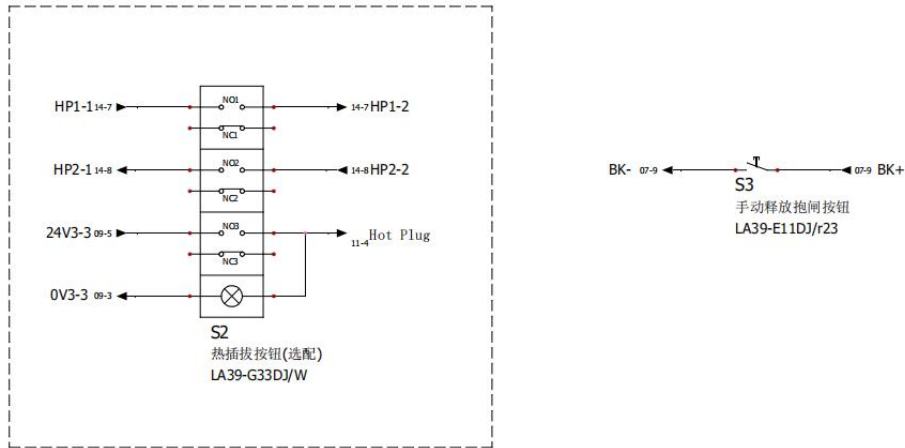 HP1-1 14-7 NO1 14-7 HP1-2
NC1
HP2-1 14-8 NO2 14-8 HP2-2
NC2
24V3-3 09-5 NO3 11-4 Hot Plug
NC3
0V3-3 09-3
S2
热插拔按钮(选配)
LA39-G33DJ/W
BK- 07-9 07-9 BK+
S3
手动释放抱闸按钮
LA39-E11DJ/r23